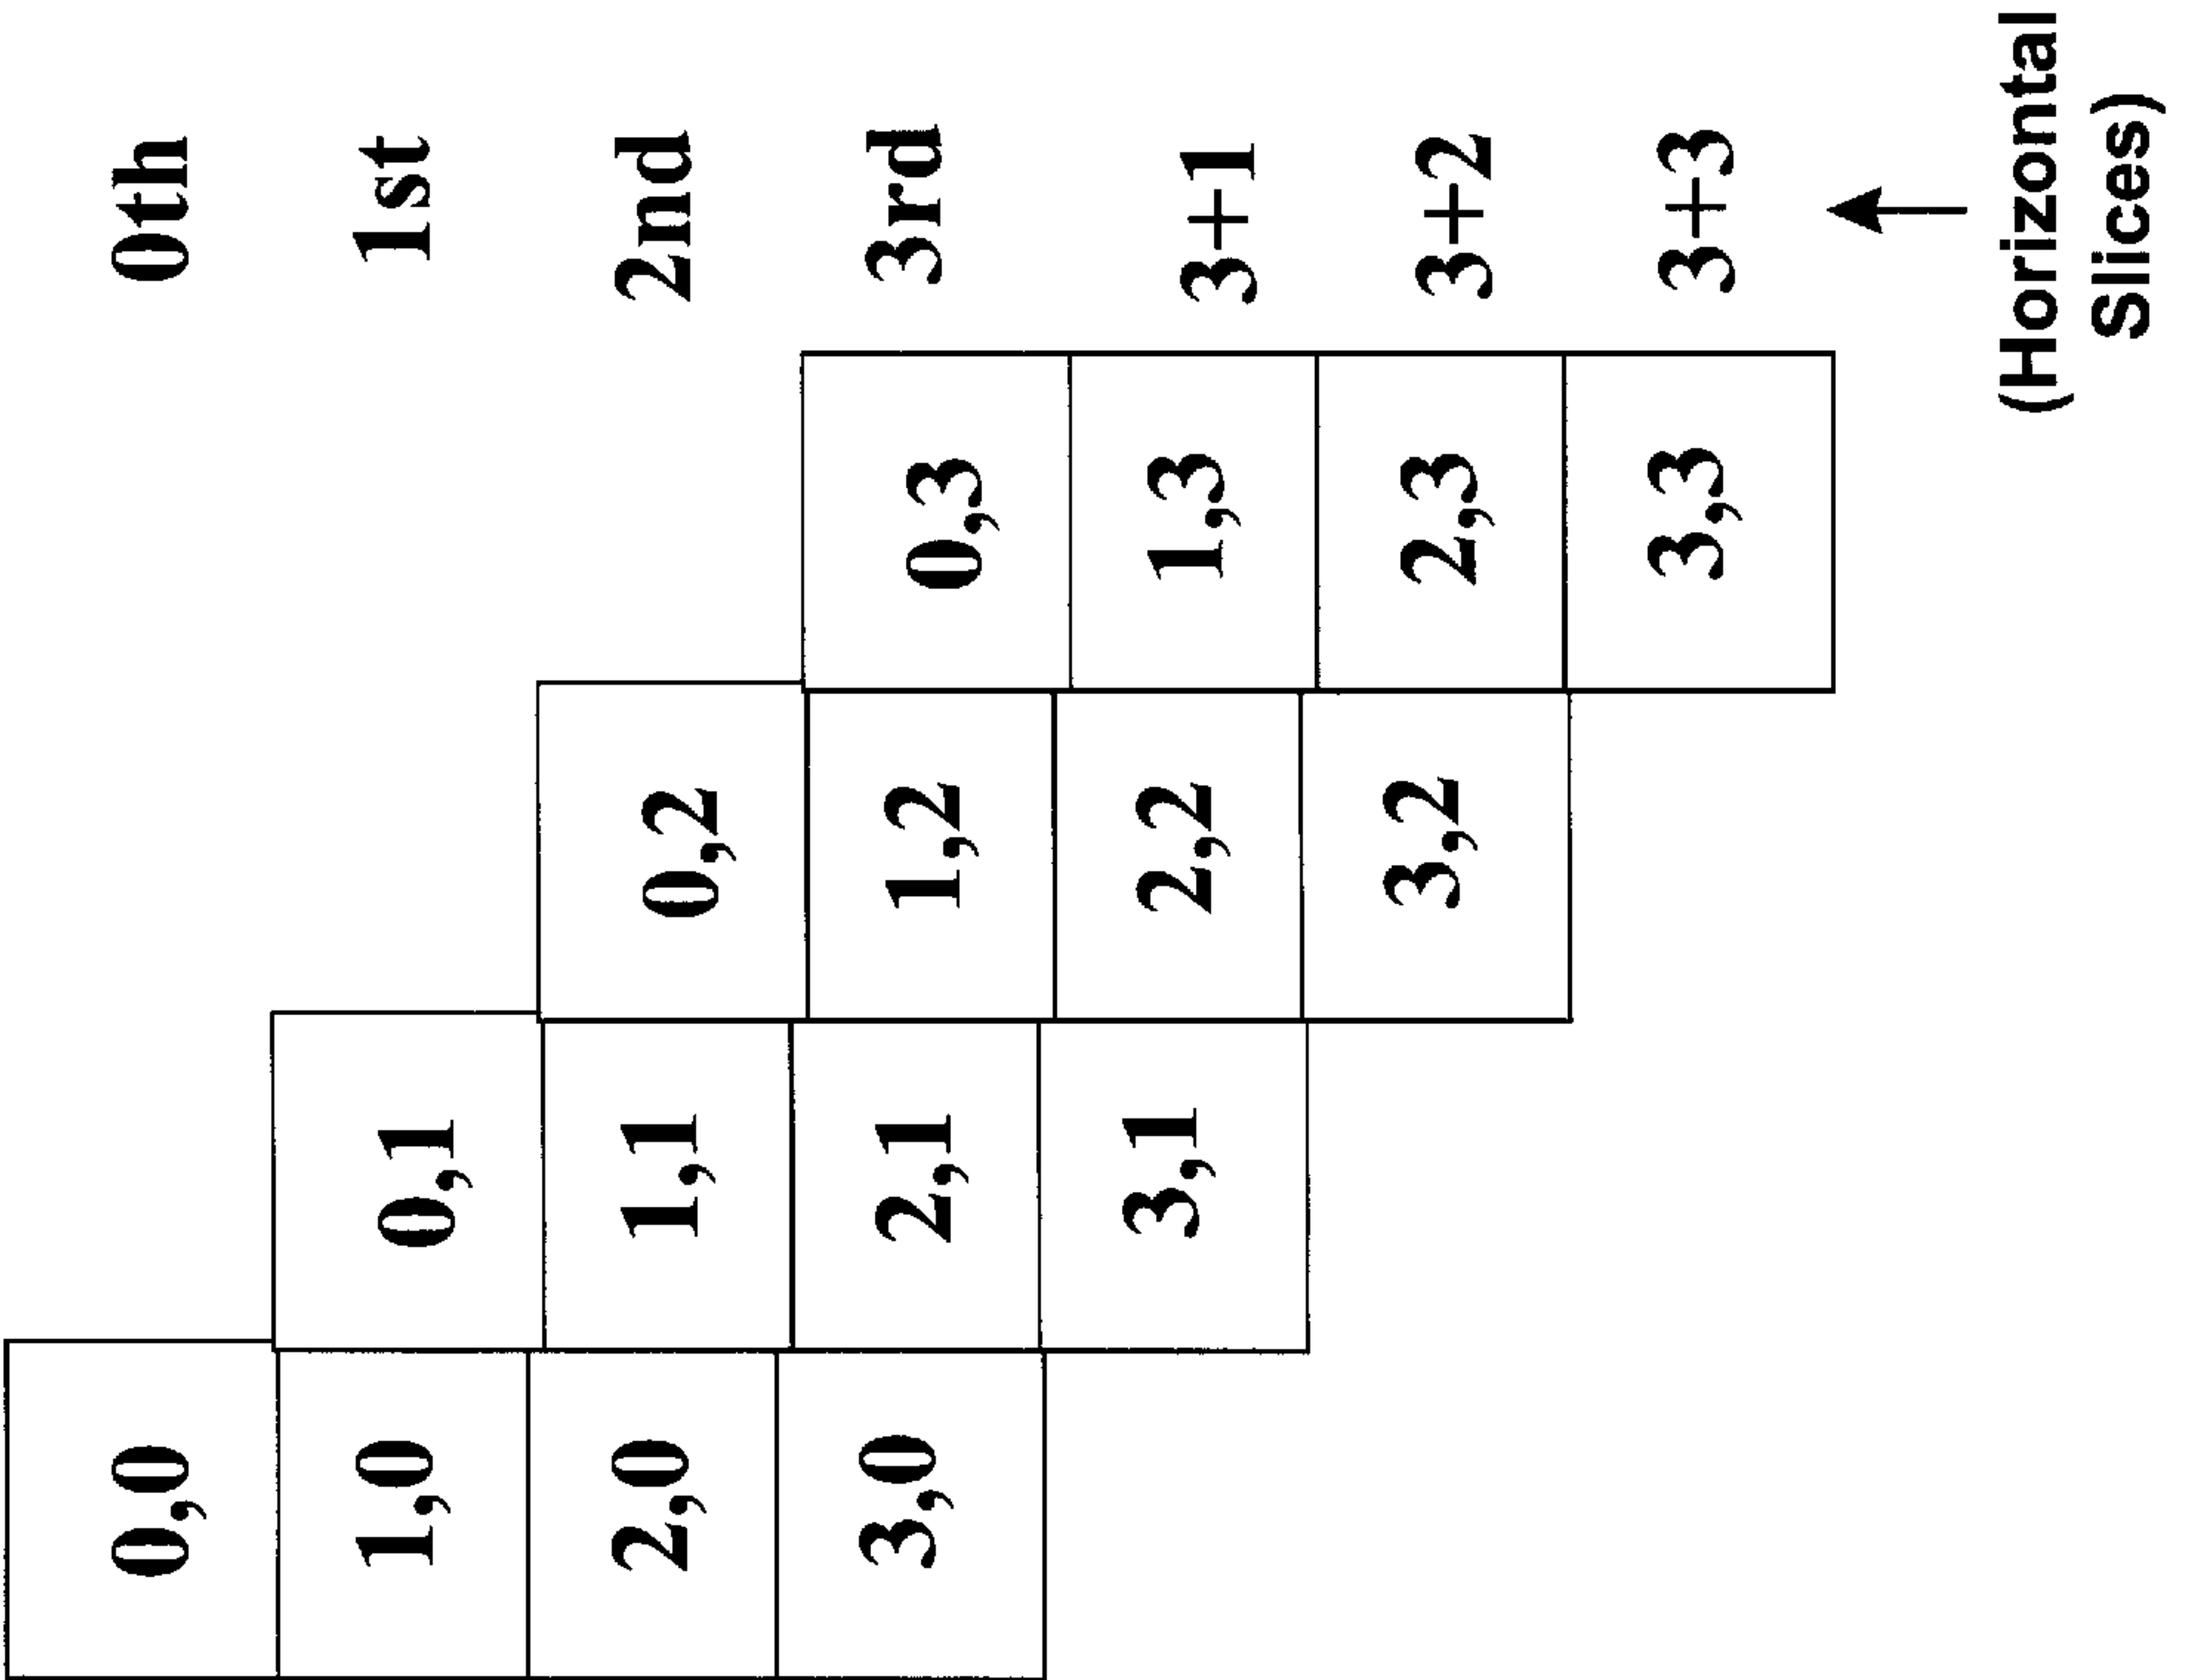 0,0 0th
1,0 0,1 1st
2,0 1,1 0,2 2nd
3,0 2,1 1,2 0,3 3rd
3,1 2,2 1,3 3+1
3,2 2,3 3+2
3,3 3+3
(Horizontal
Slices)